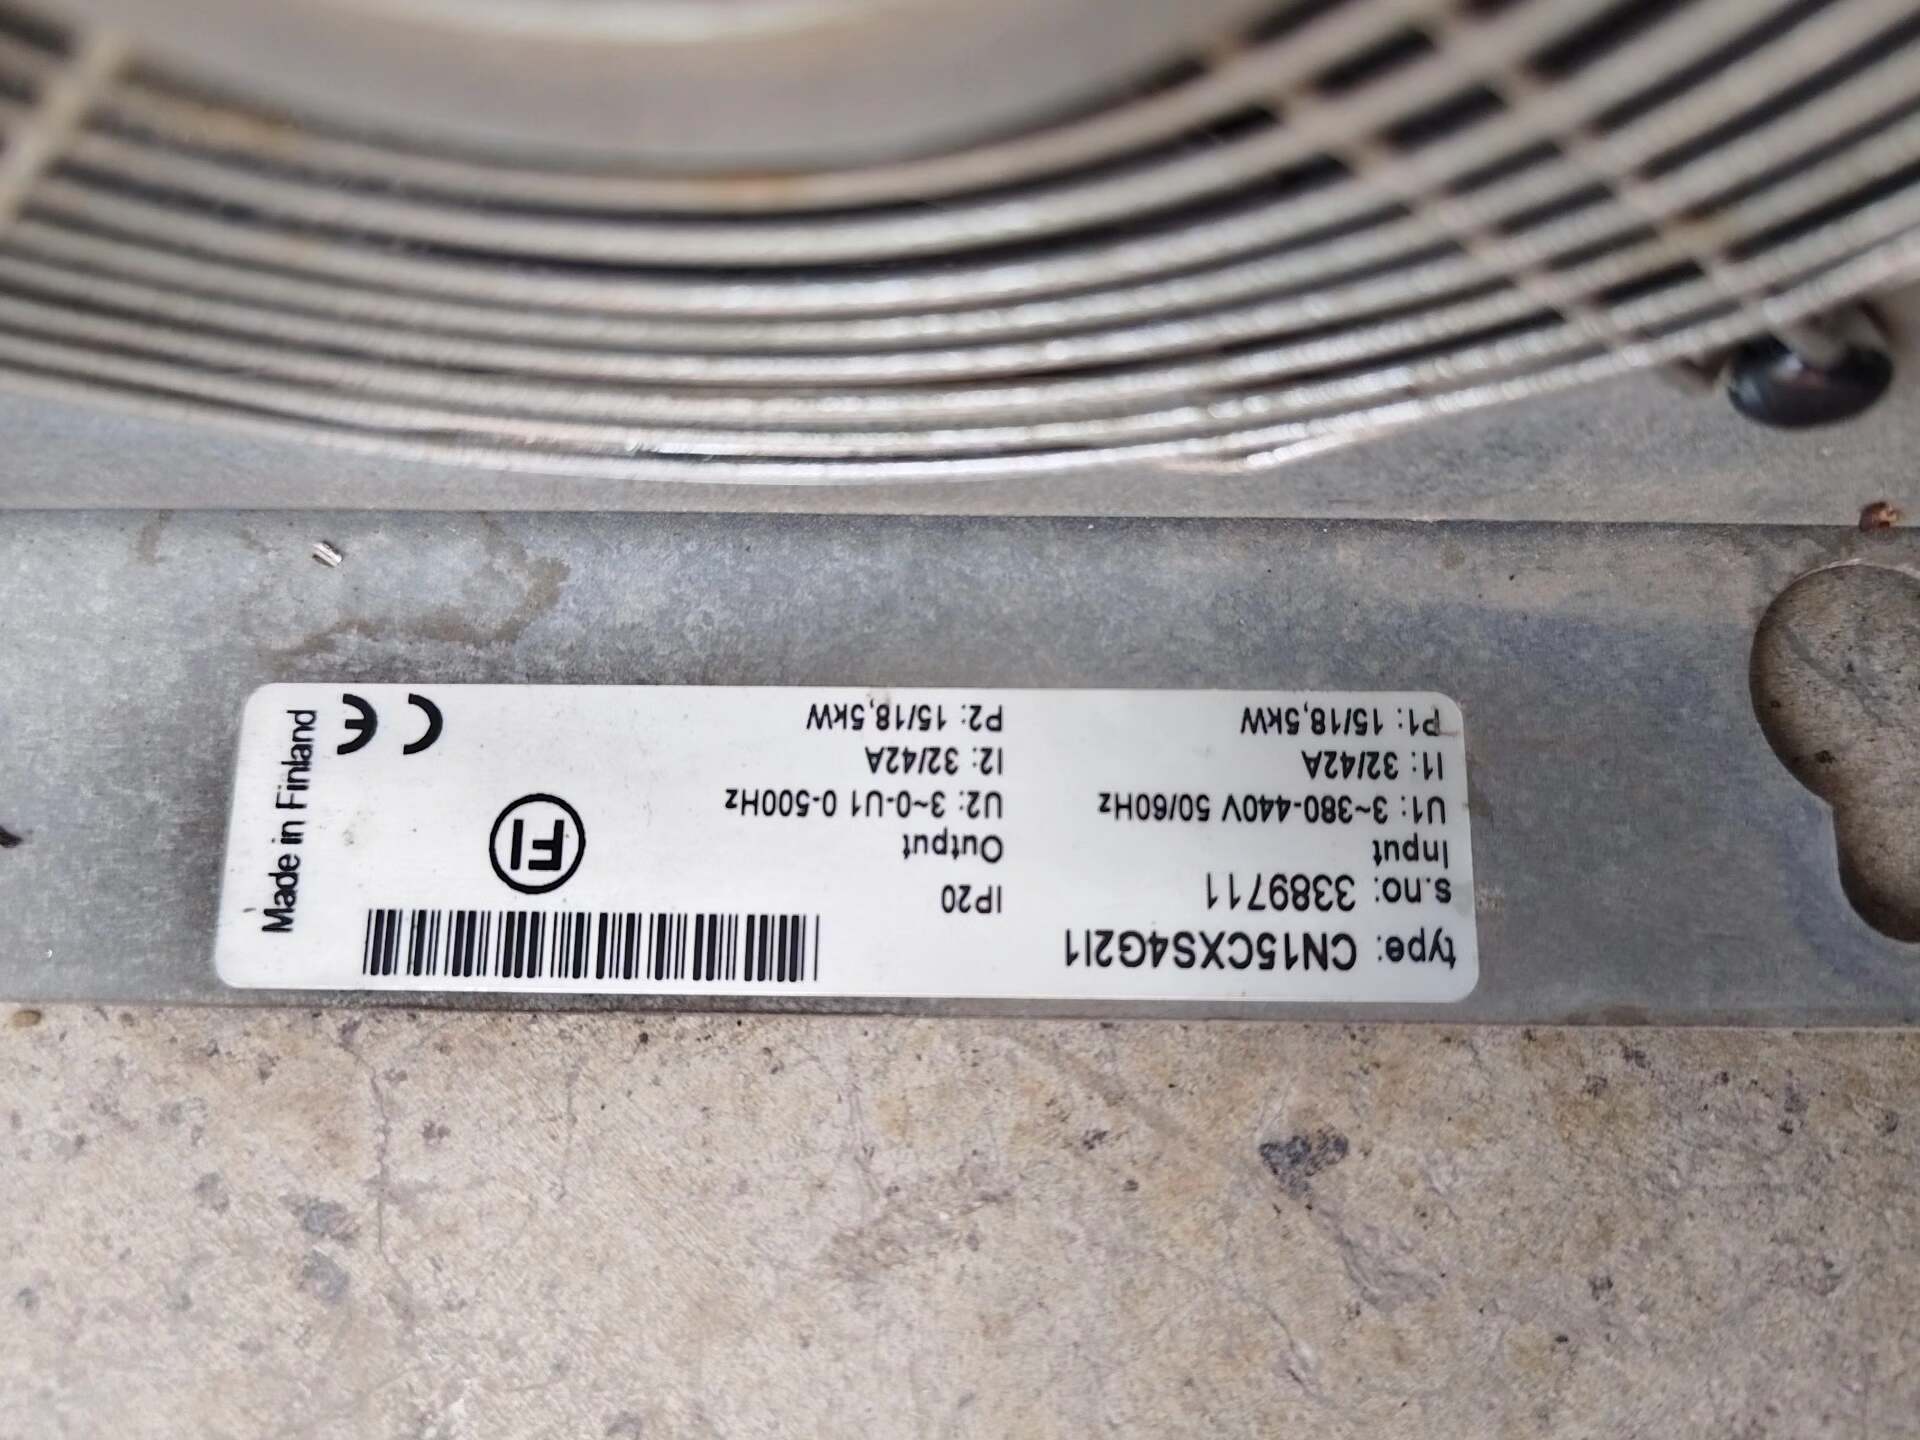 type: CN15CXS4G2I1
s.no: 3389711
IP20
Input
U1: 3~380-440V 50/60Hz
I1: 32/42A
P1: 15/18,5kW
Output
U2: 3~0-U1 0-500Hz
I2: 32/42A
P2: 15/18,5kW
FI
CE
Made in Finland